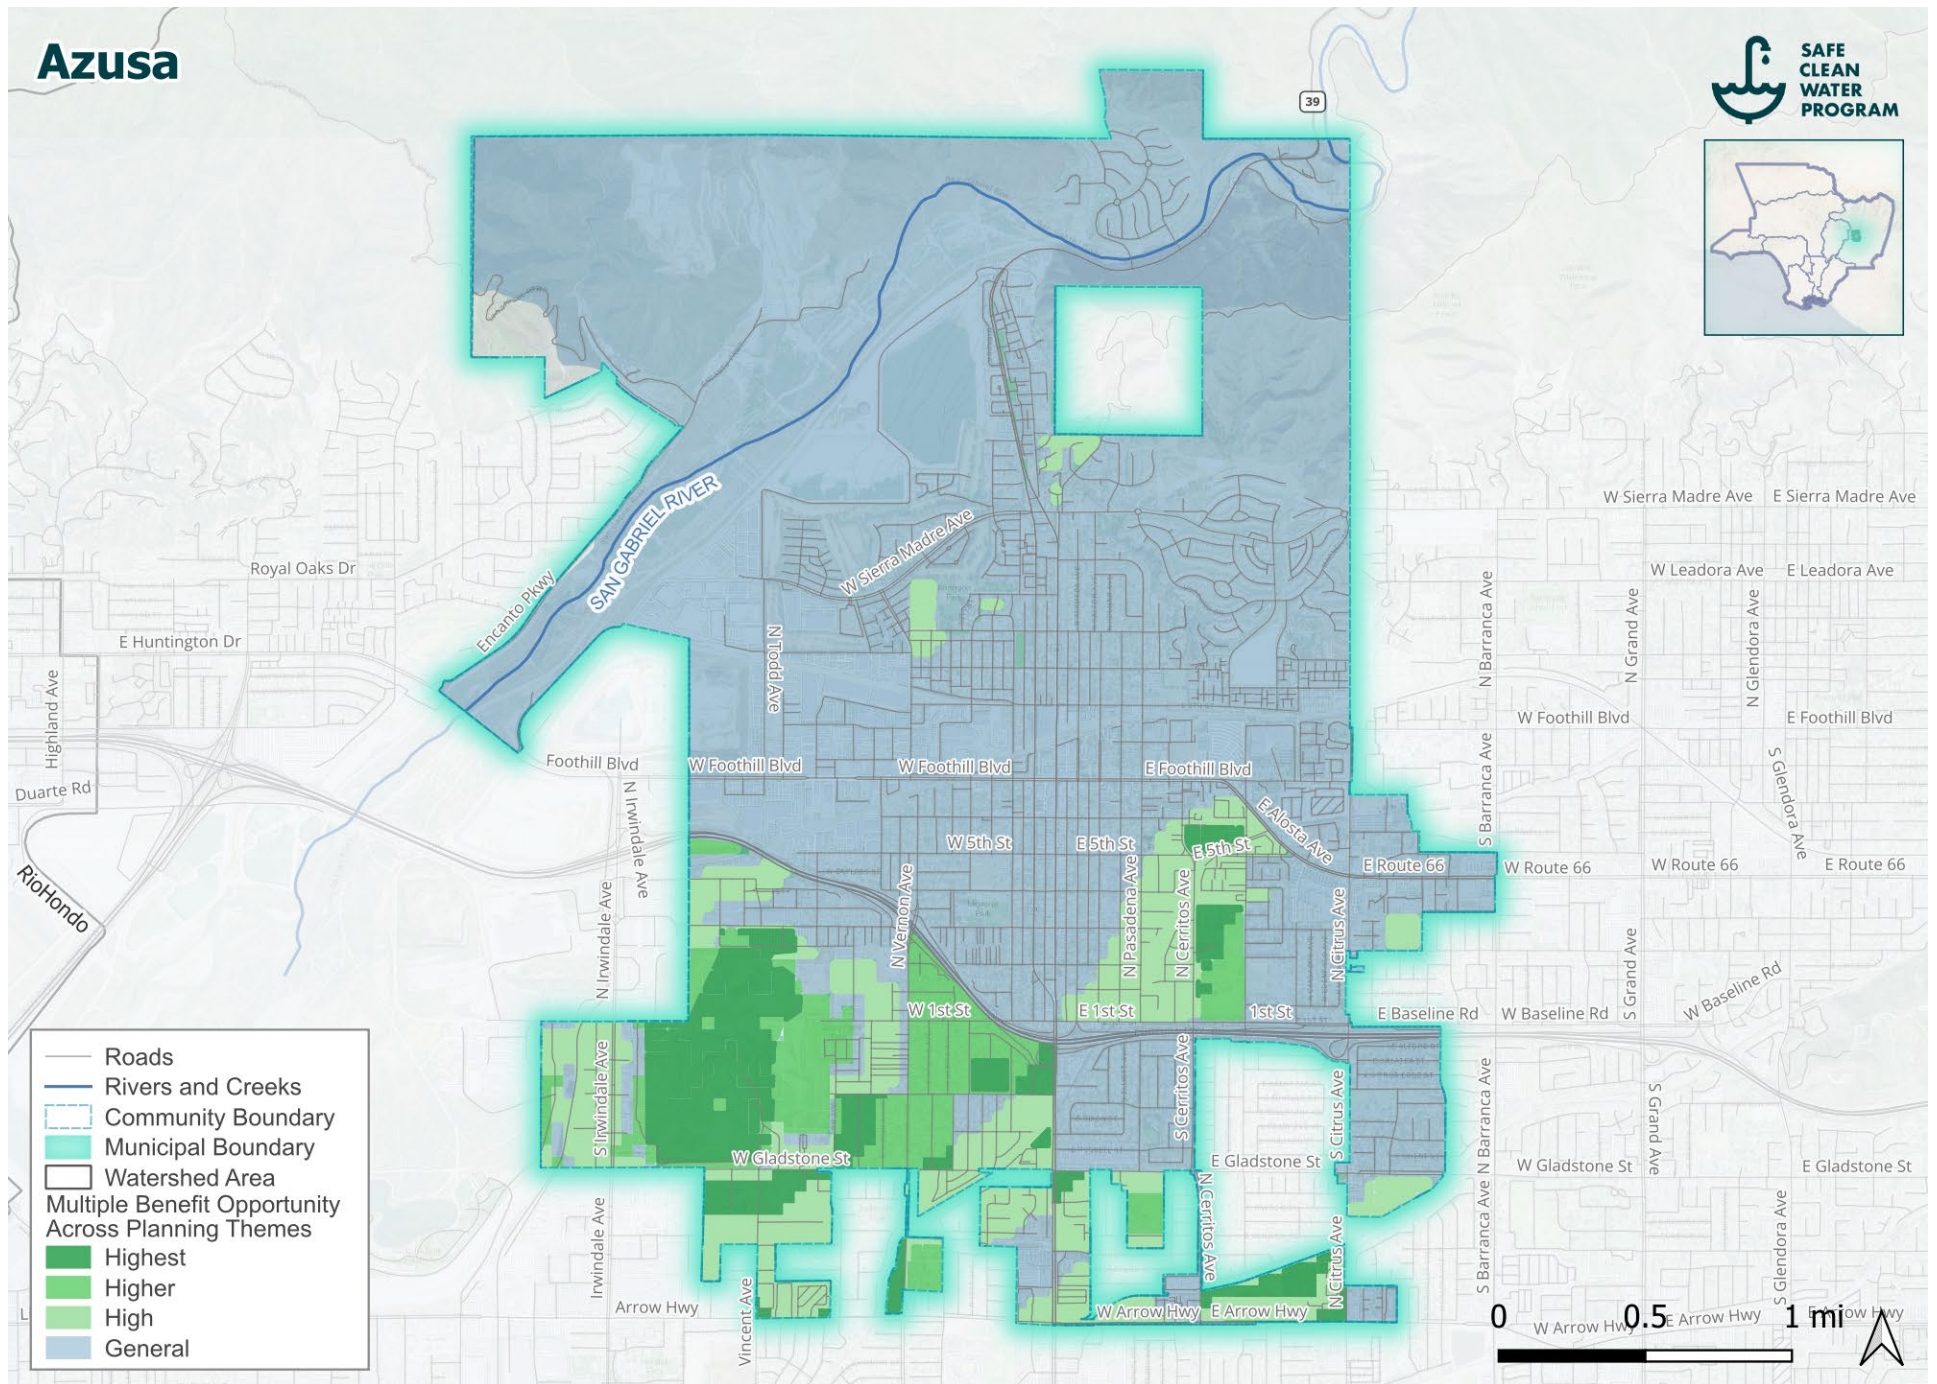 Azusa
SAFE
CLEAN
WATER
PROGRAM
39
W Sierra Madre Ave
E Sierra Madre Ave
SAN GABRIEL RIVER
W Sierra Madre Ave
Royal Oaks Dr
W Leadora Ave
E Leadora Ave
Encanto Pkwy
E Huntington Dr
N Todd Ave
N Barranca Ave
N Grand Ave
N Glendora Ave
Highland Ave
W Foothill Blvd
E Foothill Blvd
Foothill Blvd
W Foothill Blvd
W Foothill Blvd
E Foothill Blvd
Duarte Rd
N Irwindale Ave
S Barranca Ave
S Glendora Ave
E Alosta Ave
W 5th St
E 5th St
E 5th St
E Route 66
W Route 66
W Route 66
E Route 66
RioHondo
N Irwindale Ave
N Vernon Ave
N Pasadena Ave
N Cerritos Ave
N Citrus Ave
S Grand Ave
W Baseline Rd
W 1st St
E 1st St
1st St
E Baseline Rd
W Baseline Rd
S Irwindale Ave
S Cerritos Ave
S Citrus Ave
N Barranca Ave
S Grand Ave
W Gladstone St
E Gladstone St
W Gladstone St
E Gladstone St
Irwindale Ave
N Cerritos Ave
N Citrus Ave
S Barranca Ave
S Glendora Ave
Vincent Ave
Arrow Hwy
W Arrow Hwy
E Arrow Hwy
W Arrow Hwy
E Arrow Hwy
E Arrow Hwy
Roads
Rivers and Creeks
Community Boundary
Municipal Boundary
Watershed Area
Multiple Benefit Opportunity
Across Planning Themes
Highest
Higher
High
General
0 0.5 1 mi